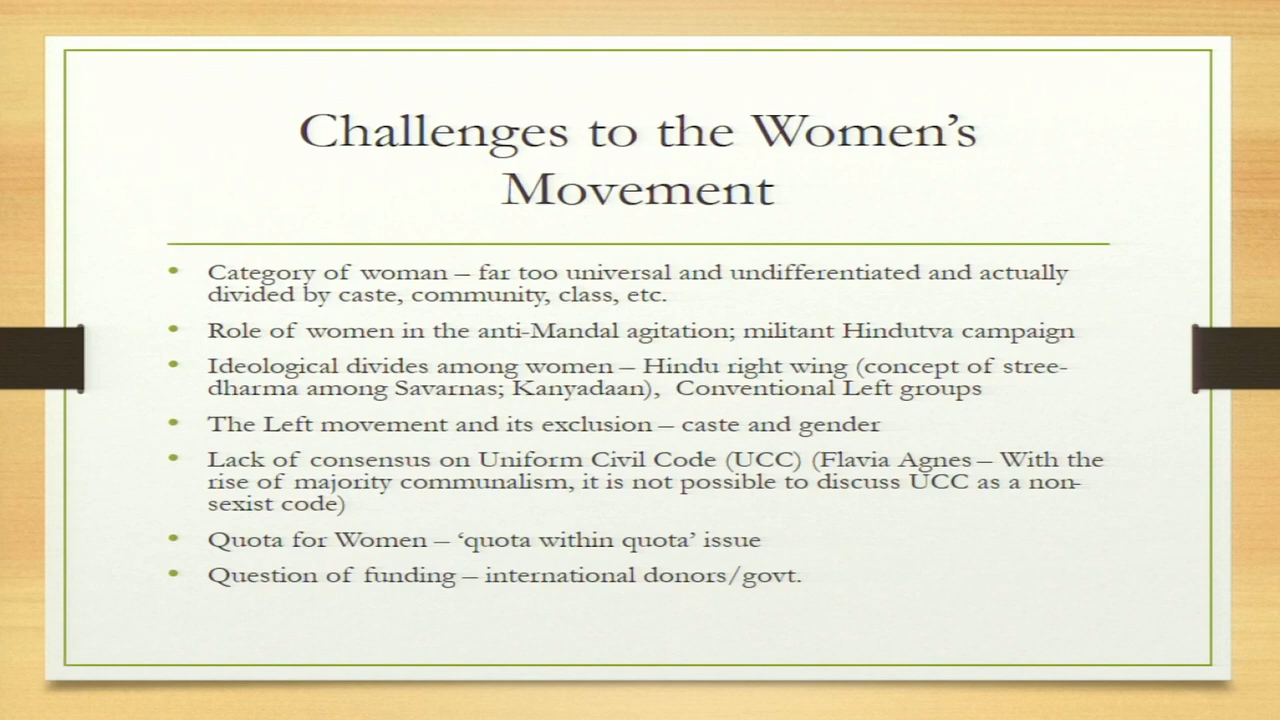 Challenges to the Women's
Movement
• Category of woman – far too universal and undifferentiated and actually
divided by caste, community, class, etc.
• Role of women in the anti-Mandal agitation; militant Hindutva campaign
• Ideological divides among women – Hindu right wing (concept of stree-
dharma among Savarnas; Kanyadaan), Conventional Left groups
• The Left movement and its exclusion – caste and gender
• Lack of consensus on Uniform Civil Code (UCC) (Flavia Agnes – With the
rise of majority communalism, it is not possible to discuss UCC as a non-
sexist code)
• Quota for Women – 'quota within quota' issue
• Question of funding – international donors/govt.